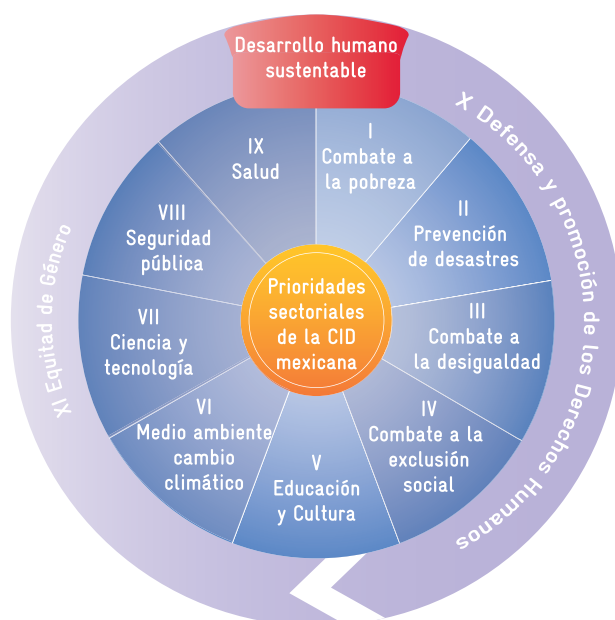 Desarrollo humano
sustentable
I
Combate a
la pobreza
II
Prevención
de desastres
III
Combate a
la desigualdad
IV
Combate a la
exclusión
social
V
Educación
y Cultura
VI
Medio ambiente
cambio
climático
VII
Ciencia y
tecnología
VIII
Seguridad
pública
IX
Salud
X Defensa y promoción de los Derechos Humanos
XI Equitad de Género
Prioridades
sectoriales
de la CID
mexicana